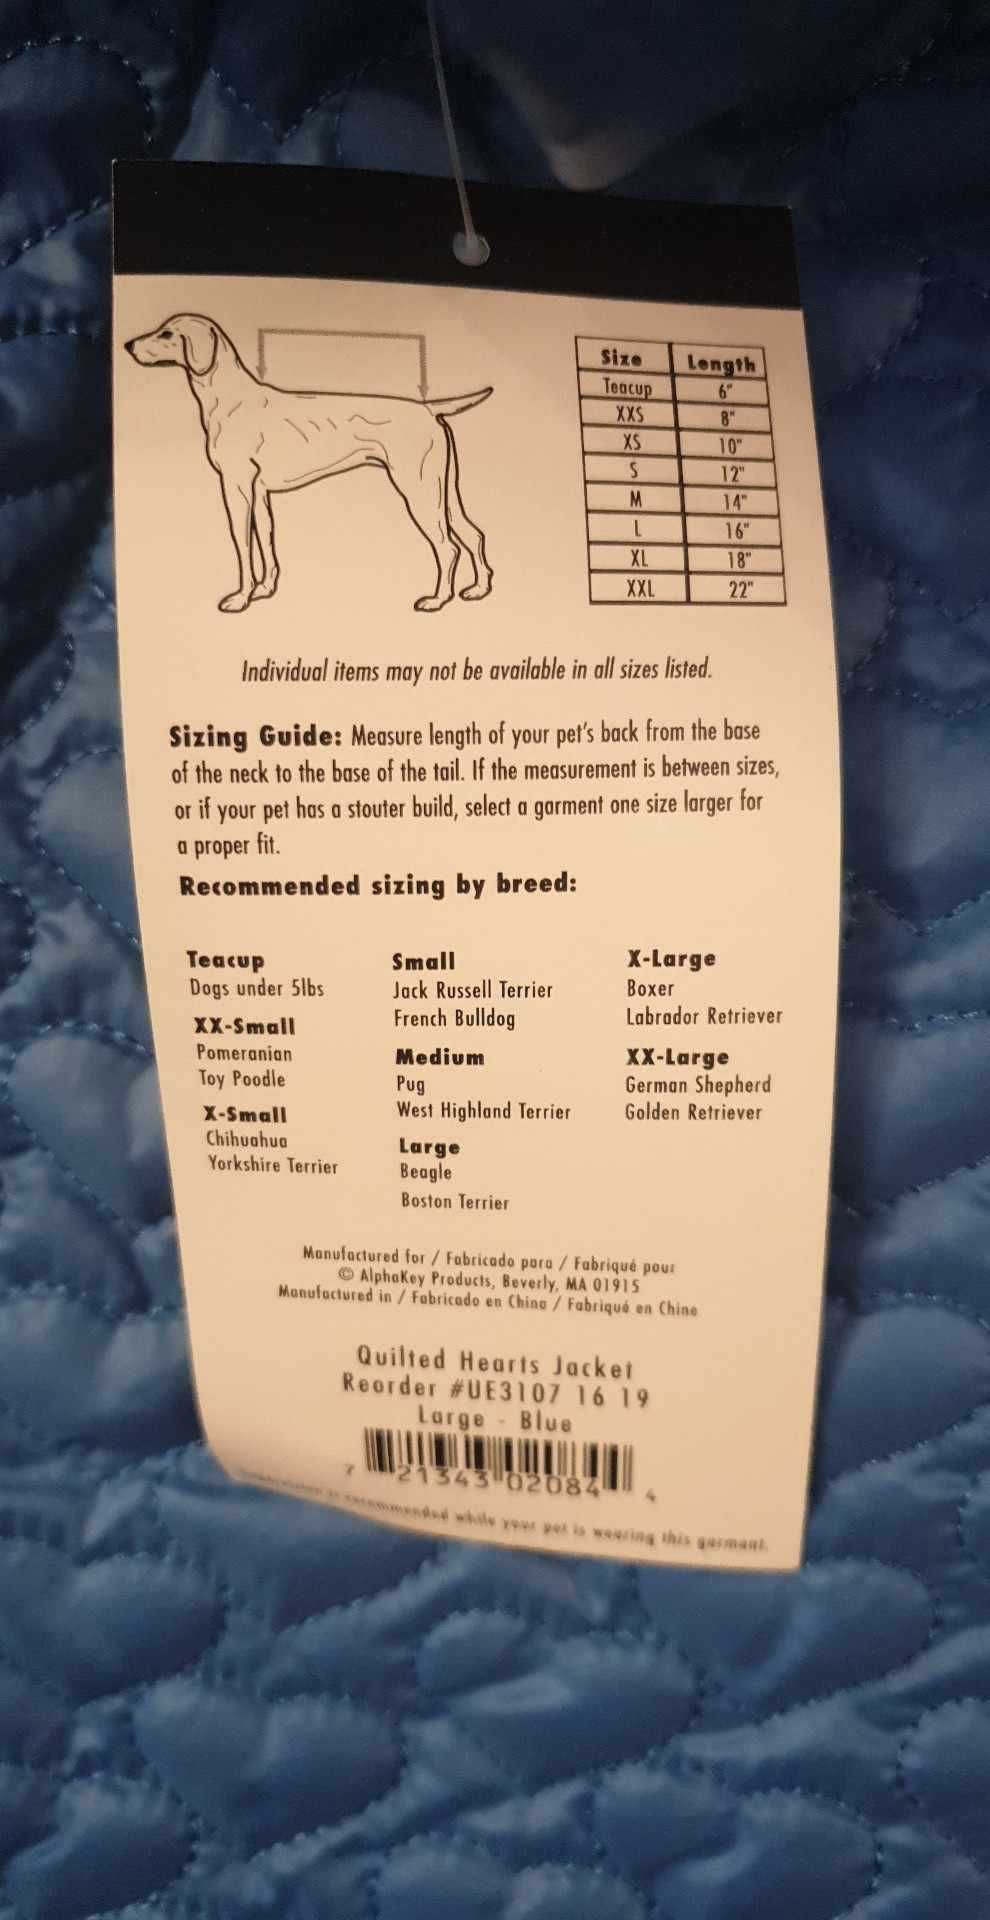 Size Length
Teacup 6"
XXS 8"
XS 10"
S 12"
M 14"
L 16"
XL 18"
XXL 22"
Individual items may not be available in all sizes listed.
Sizing Guide: Measure length of your pet's back from the base
of the neck to the base of the tail. If the measurement is between sizes,
or if your pet has a stouter build, select a garment one size larger for
a proper fit.
Recommended sizing by breed:
Teacup
Dogs under 5lbs
XX-Small
Pomeranian
Toy Poodle
X-Small
Chihuahua
Yorkshire Terrier
Small
Jack Russell Terrier
French Bulldog
Medium
Pug
West Highland Terrier
Large
Beagle
Boston Terrier
X-Large
Boxer
Labrador Retriever
XX-Large
German Shepherd
Golden Retriever
Manufactured for / Fabricado para / Fabriqué pour
© AlphaKey Products, Beverly, MA 01915
Manufactured in / Fabricado en China / Fabriqué en Chine
Quilted Hearts Jacket
Reorder #UE3107 16 19
Large - Blue
7 21343 02084 4
is recommended while your pet is wearing this garment.